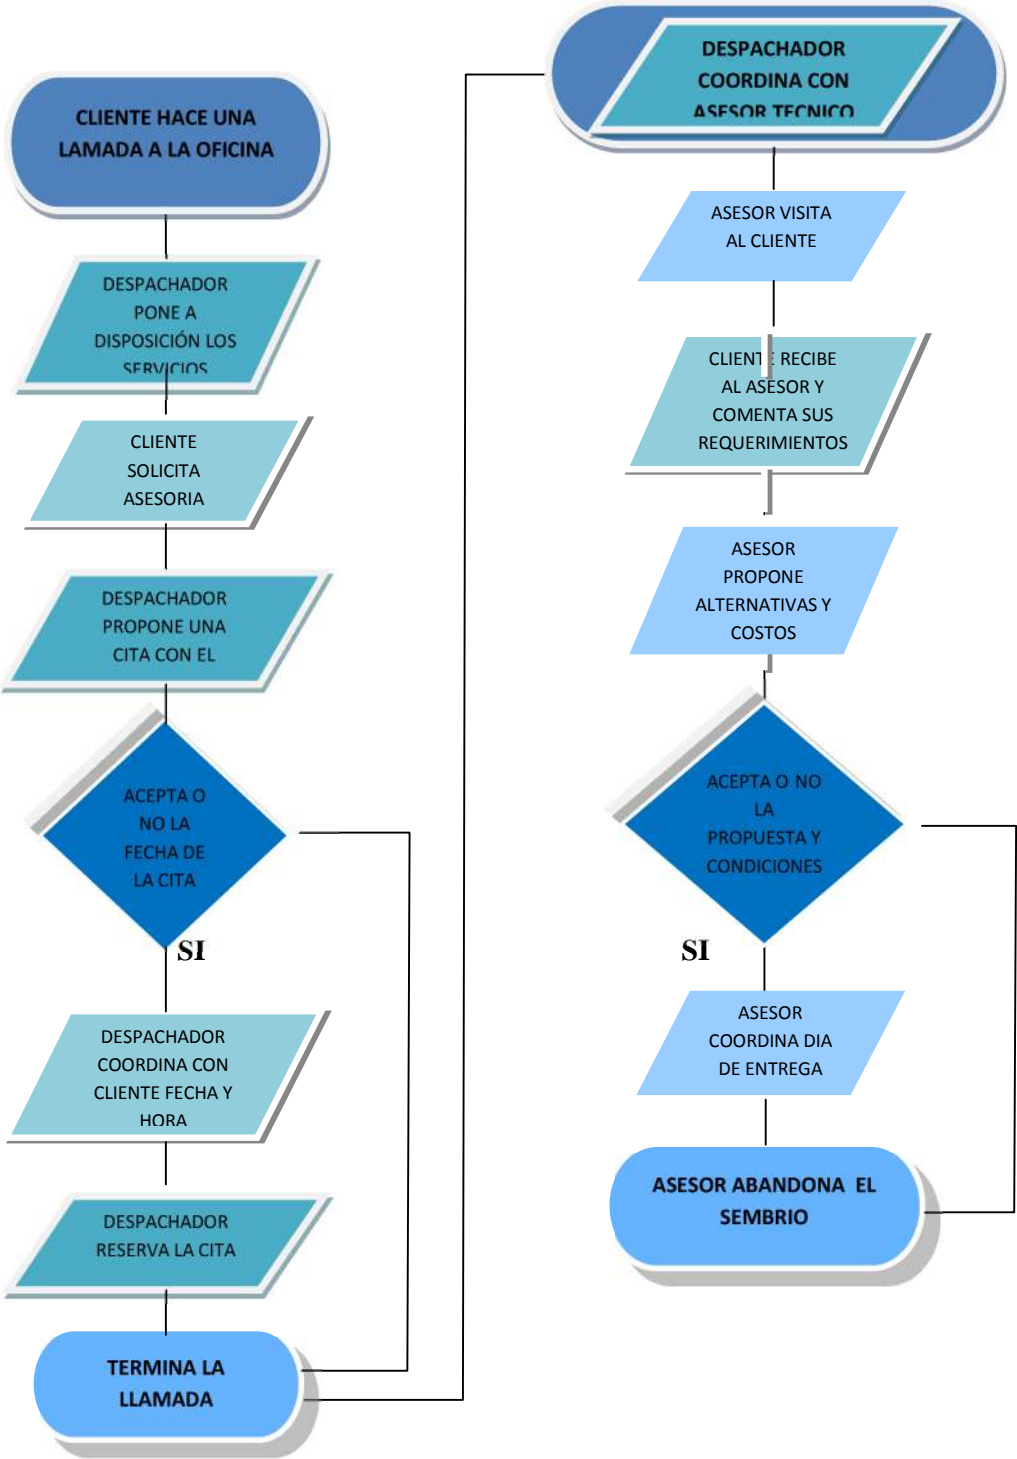 CLIENTE HACE UNA
LAMADA A LA OFICINA
DESPACHADOR
PONE A
DISPOSICIÓN LOS
SERVICIOS
CLIENTE
SOLICITA
ASESORIA
DESPACHADOR
PROPONE UNA
CITA CON EL
ACEPTA O
NO LA
FECHA DE
LA CITA
SI
DESPACHADOR
COORDINA CON
CLIENTE FECHA Y
HORA
DESPACHADOR
RESERVA LA CITA
TERMINA LA
LLAMADA
DESPACHADOR
COORDINA CON
ASESOR TECNICO
ASESOR VISITA
AL CLIENTE
CLIENTE RECIBE
AL ASESOR Y
COMENTA SUS
REQUERIMIENTOS
ASESOR
PROPONE
ALTERNATIVAS Y
COSTOS
ACEPTA O NO
LA
PROPUESTA Y
CONDICIONES
SI
ASESOR
COORDINA DIA
DE ENTREGA
ASESOR ABANDONA EL
SEMBRIO